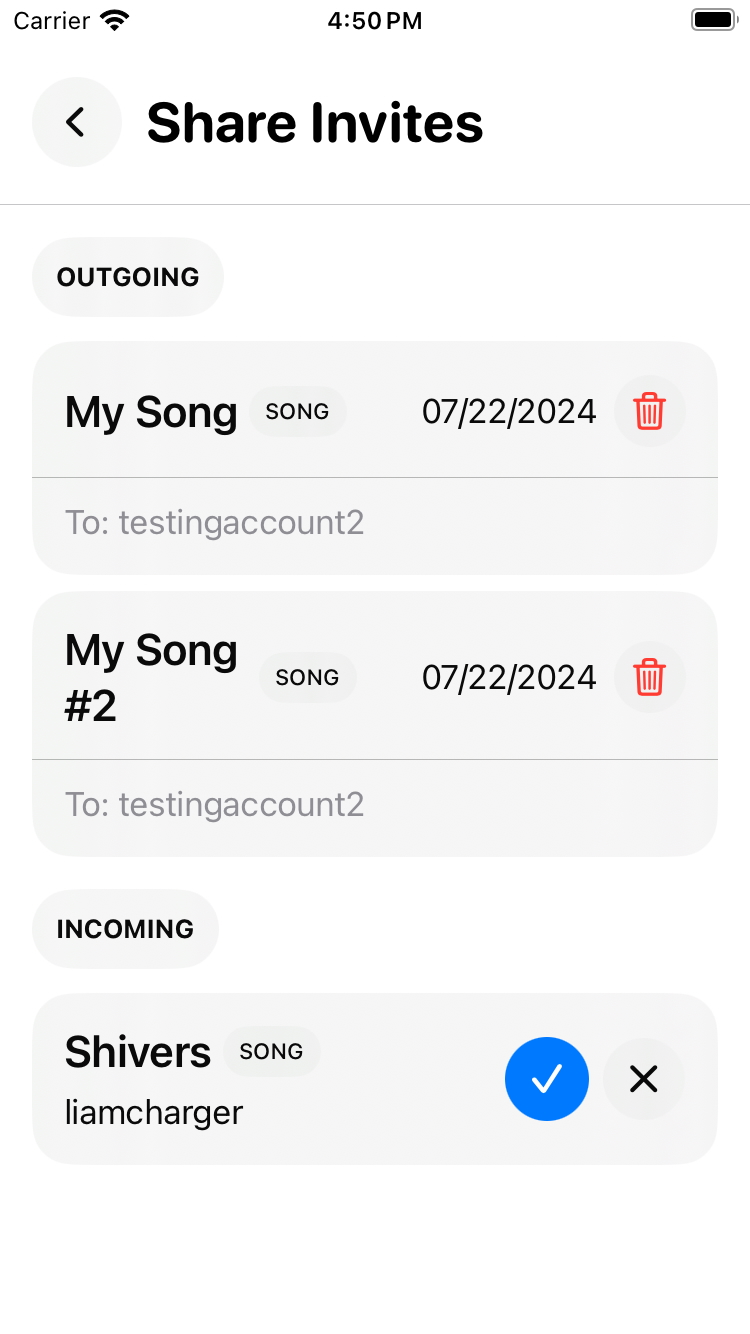 Carrier 4:50 PM
Share Invites
OUTGOING
My Song SONG 07/22/2024
To: testingaccount2
My Song
#2
SONG 07/22/2024
To: testingaccount2
INCOMING
Shivers SONG
liamcharger